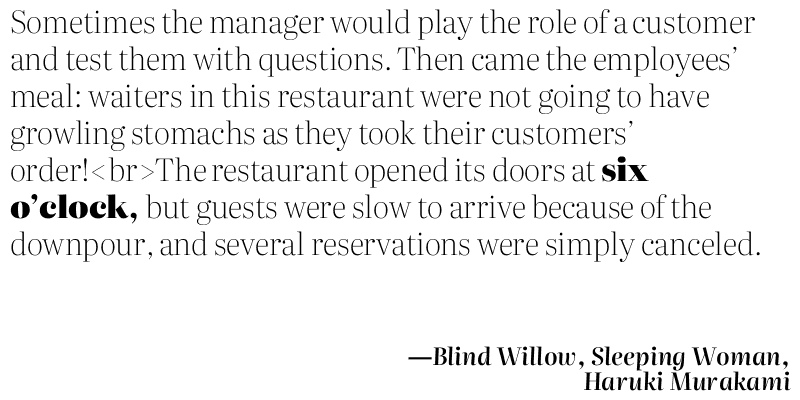 Sometimes the manager would play the role of a customer
and test them with questions. Then came the employees’
meal: waiters in this restaurant were not going to have
growling stomachs as they took their customers’
order!<br>The restaurant opened its doors at six
o’clock, but guests were slow to arrive because of the
downpour, and several reservations were simply canceled.
—Blind Willow, Sleeping Woman,
Haruki Murakami